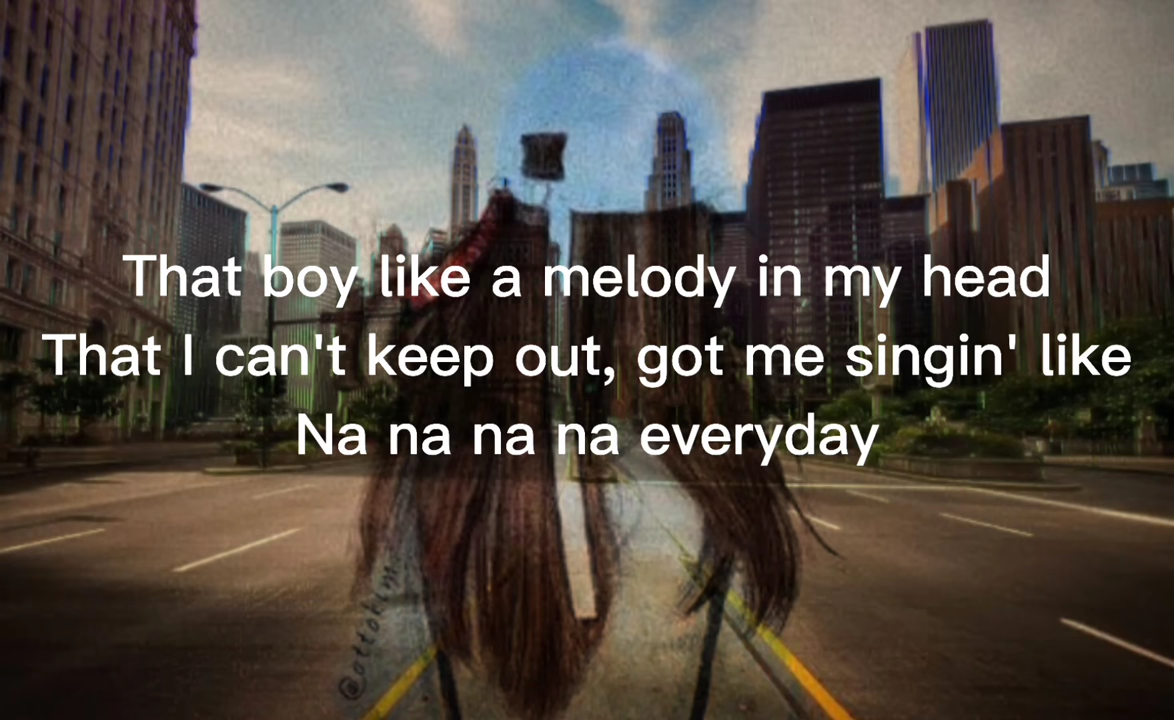 That boy like a melody in my head
That I can't keep out, got me singin' like
Na na na na everyday
@ottokim